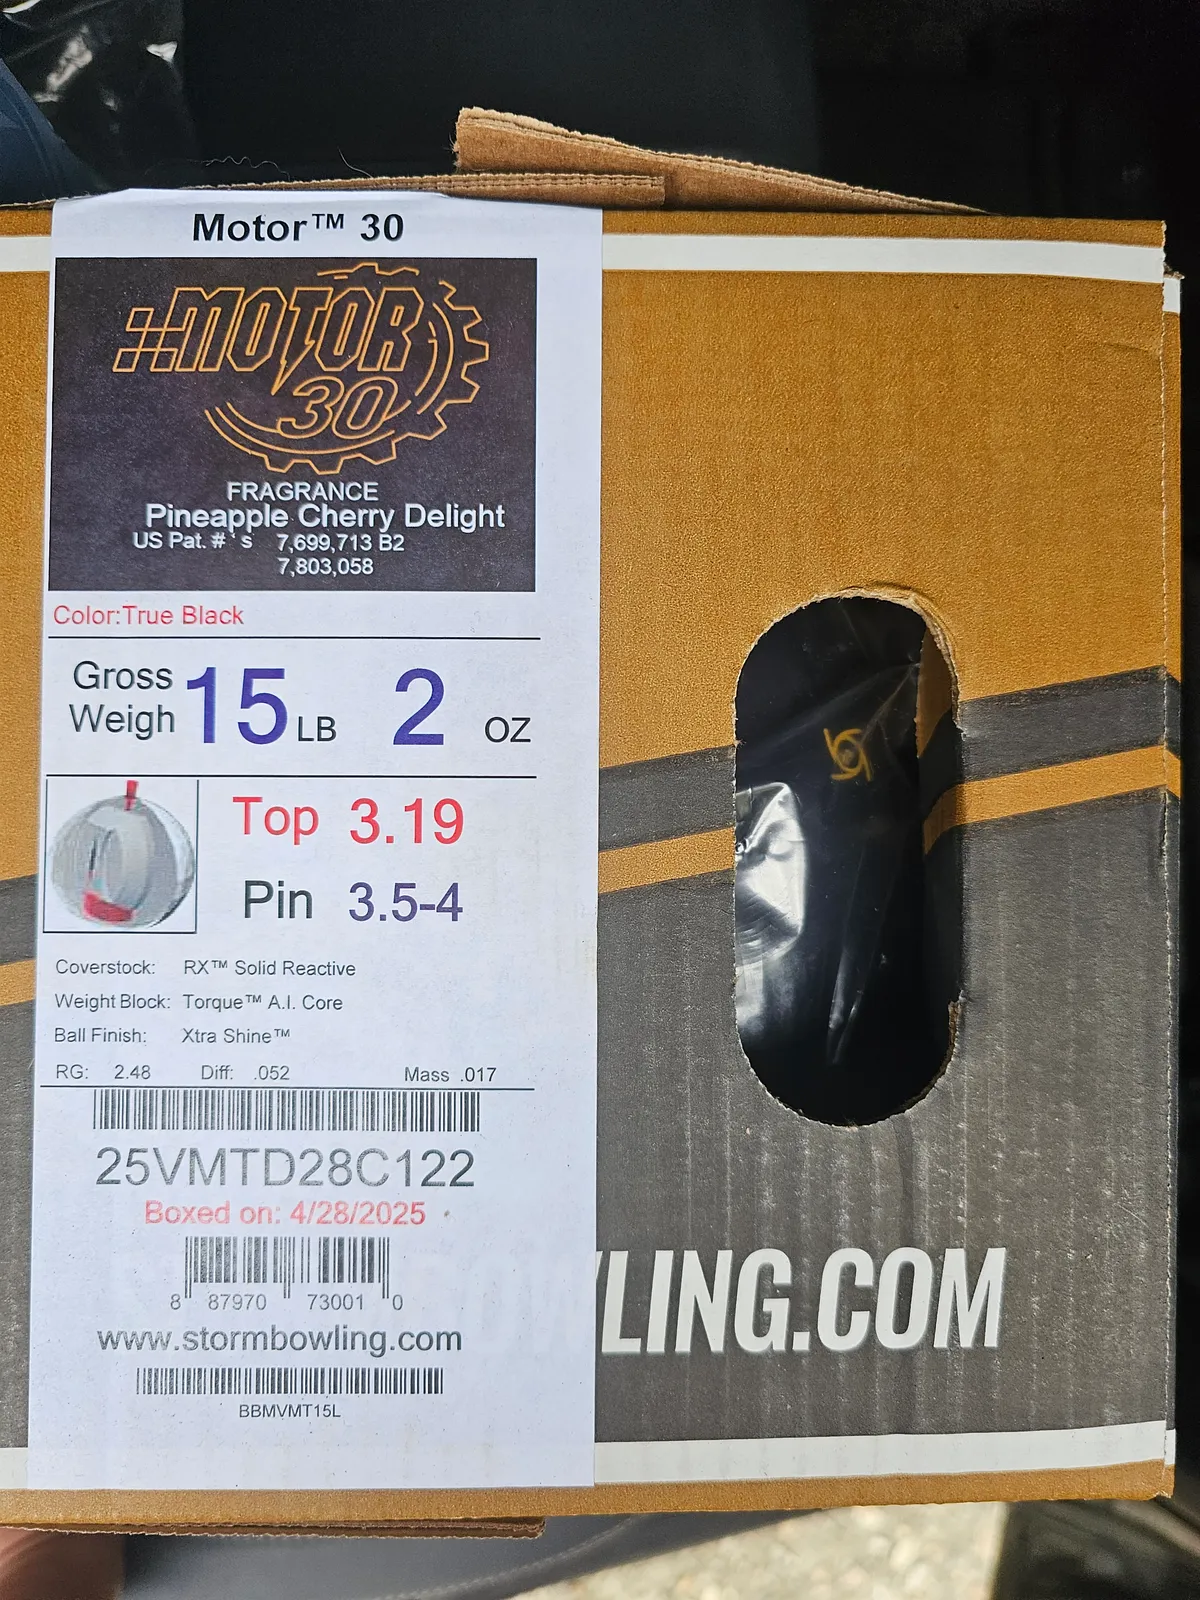 Motor™ 30
MOTOR
30
FRAGRANCE
Pineapple Cherry Delight
US Pat. #'s 7,699,713 B2
7,803,058
Color:True Black
Gross Weigh 15 LB 2 OZ
Top 3.19
Pin 3.5-4
Coverstock: RX™ Solid Reactive
Weight Block: Torque™ A.I. Core
Ball Finish: Xtra Shine™
RG: 2.48 Diff: .052 Mass .017
25VMTD28C122
Boxed on: 4/28/2025
8 87970 73001 0
www.stormbowling.com
BBMVMT15L
LING.COM